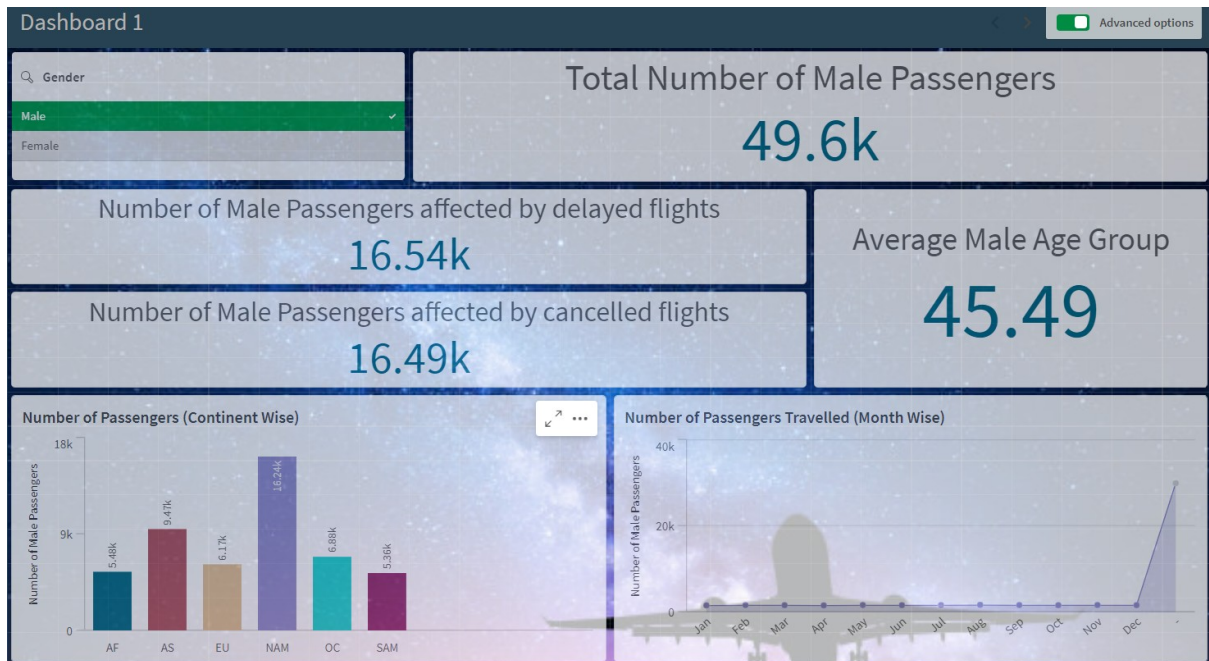 Dashboard 1
Advanced options
Gender
Male
Female
Total Number of Male Passengers
49.6k
Number of Male Passengers affected by delayed flights
16.54k
Average Male Age Group
45.49
Number of Male Passengers affected by cancelled flights
16.49k
Number of Passengers (Continent Wise)
Number of Male Passengers
18k
9k
0
5.48k
9.47k
6.17k
16.24k
6.88k
5.36k
AF AS EU NAM OC SAM
Number of Passengers Travelled (Month Wise)
Number of Male Passengers
40k
20k
0
Jan Feb Mar Apr May Jun Jul Aug Sep Oct Nov Dec -